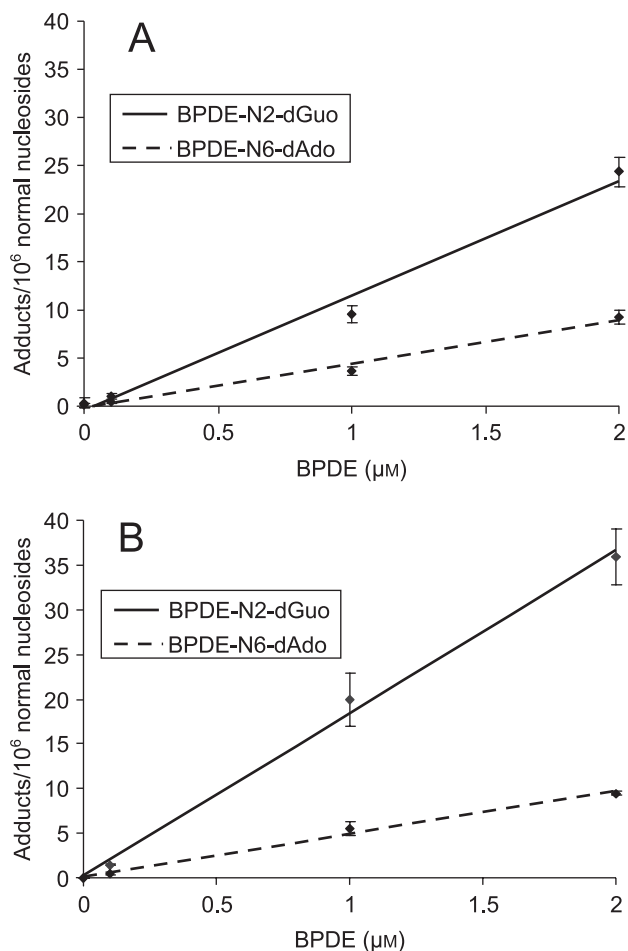 A
40
35
30
25
20
15
10
5
0
Adducts/10⁶ normal nucleosides
BPDE-N2-dGuo
BPDE-N6-dAdo
0 0.5 1 1.5 2
BPDE (μM)
B
40
35
30
25
20
15
10
5
0
Adducts/10⁶ normal nucleosides
BPDE-N2-dGuo
BPDE-N6-dAdo
0 0.5 1 1.5 2
BPDE (μM)